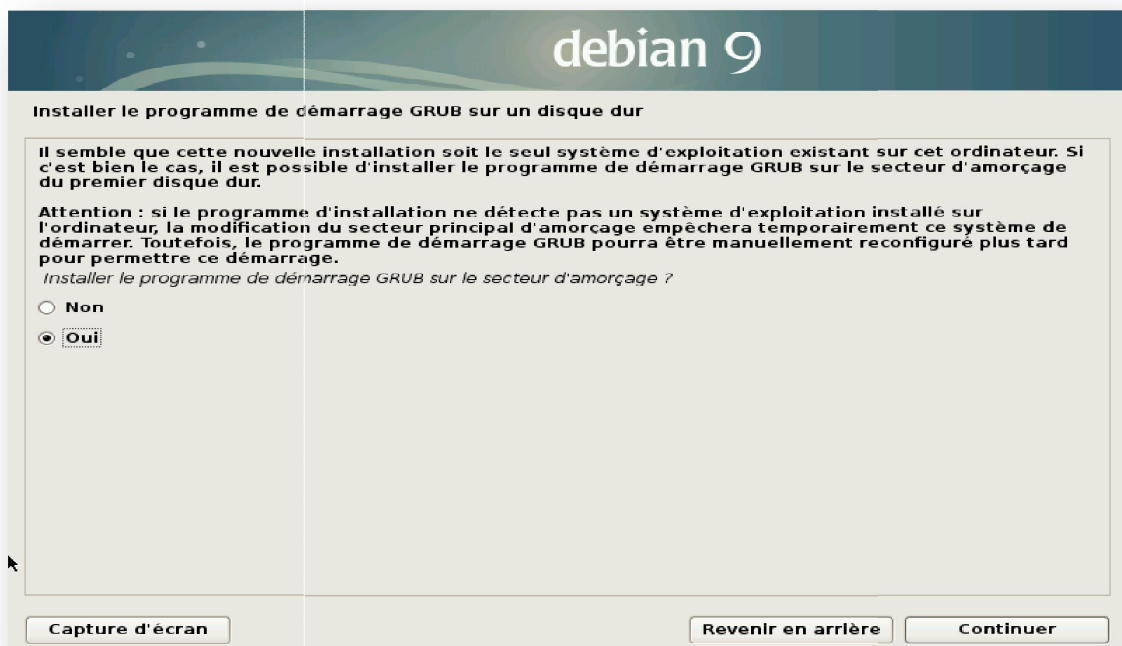 debian 9
Installer le programme de démarrage GRUB sur un disque dur
Il semble que cette nouvelle installation soit le seul système d'exploitation existant sur cet ordinateur. Si
c'est bien le cas, il est possible d'installer le programme de démarrage GRUB sur le secteur d'amorçage
du premier disque dur.
Attention : si le programme d'installation ne détecte pas un système d'exploitation installé sur
l'ordinateur, la modification du secteur principal d'amorçage empêchera temporairement ce système de
démarrer. Toutefois, le programme de démarrage GRUB pourra être manuellement reconfiguré plus tard
pour permettre ce démarrage.
Installer le programme de démarrage GRUB sur le secteur d'amorçage ?
Non
Oui
Capture d'écran
Revenir en arrière
Continuer